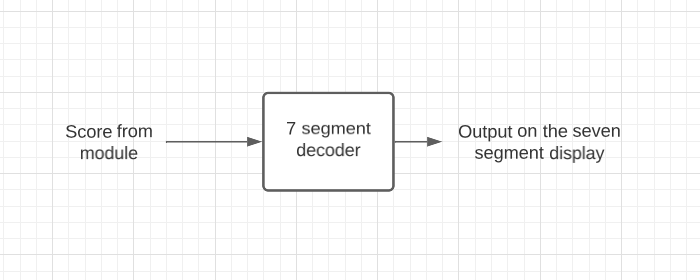 Score from
module
7 segment
decoder
Output on the seven
segment display